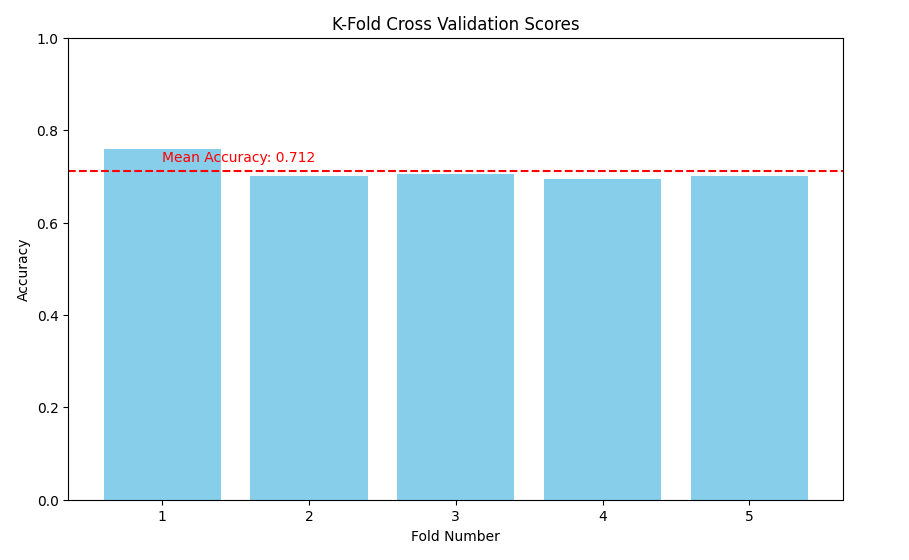 K-Fold Cross Validation Scores
1.0
0.8
0.6
0.4
0.2
0.0
Accuracy
Mean Accuracy: 0.712
1 2 3 4 5
Fold Number